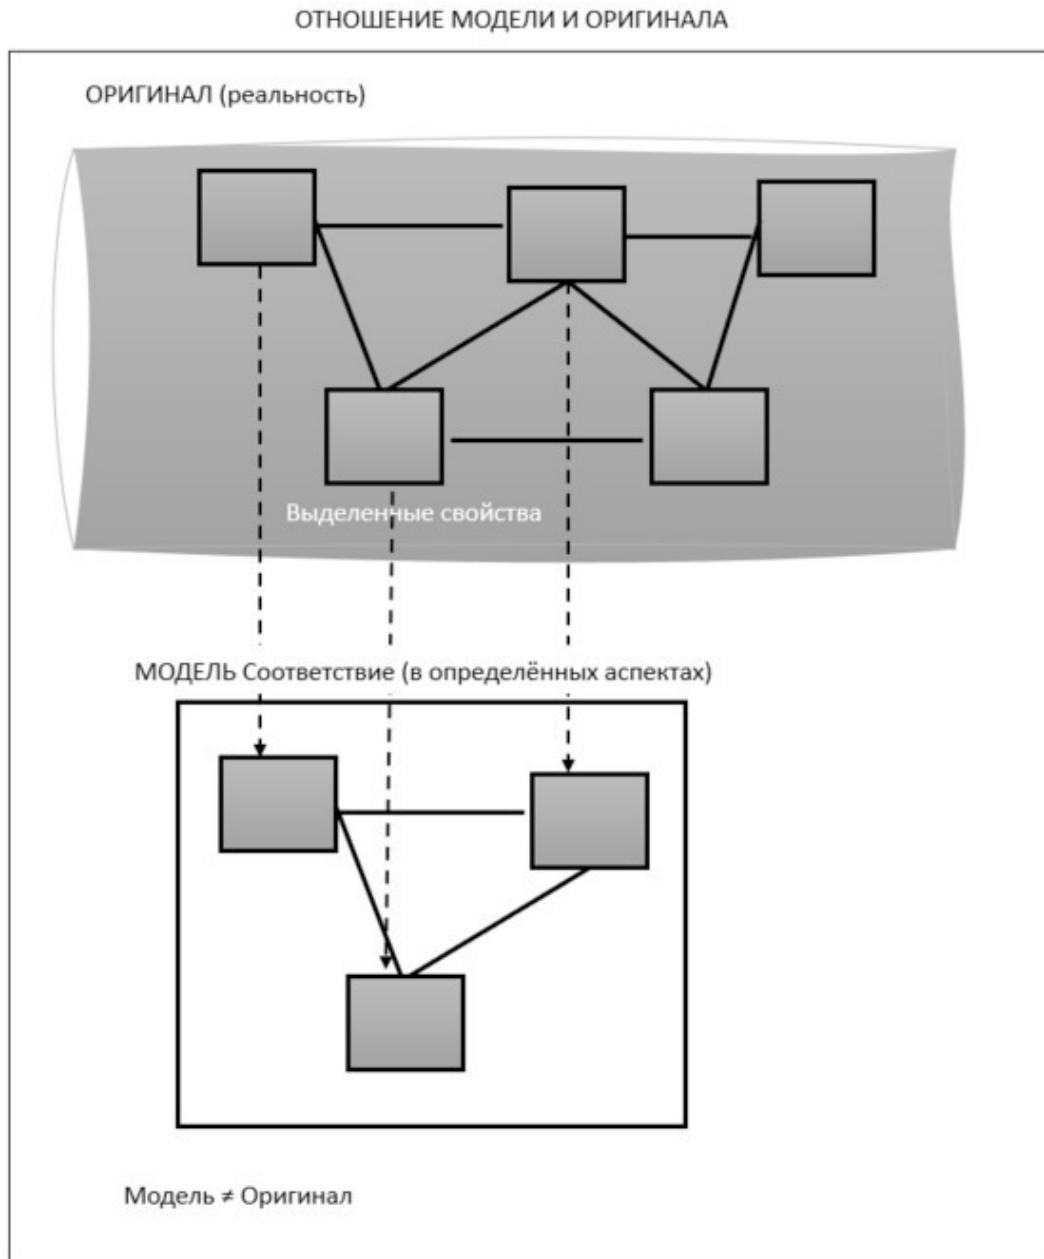 ОТНОШЕНИЕ МОДЕЛИ И ОРИГИНАЛА
ОРИГИНАЛ (реальность)
Выделенные свойства
МОДЕЛЬ Соответствие (в определённых аспектах)
Модель ≠ Оригинал